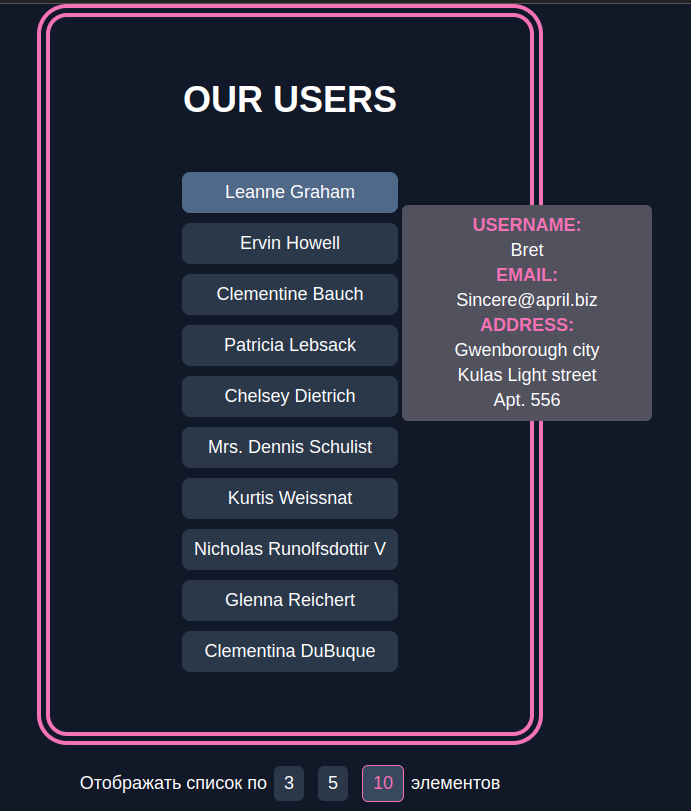 OUR USERS
Leanne Graham
Ervin Howell
Clementine Bauch
Patricia Lebsack
Chelsey Dietrich
Mrs. Dennis Schulist
Kurtis Weissnat
Nicholas Runolfsdottir V
Glenna Reichert
Clementina DuBuque
USERNAME:
Bret
EMAIL:
Sincere@april.biz
ADDRESS:
Gwenborough city
Kulas Light street
Apt. 556
Отображать список по 3 5 10 элементов